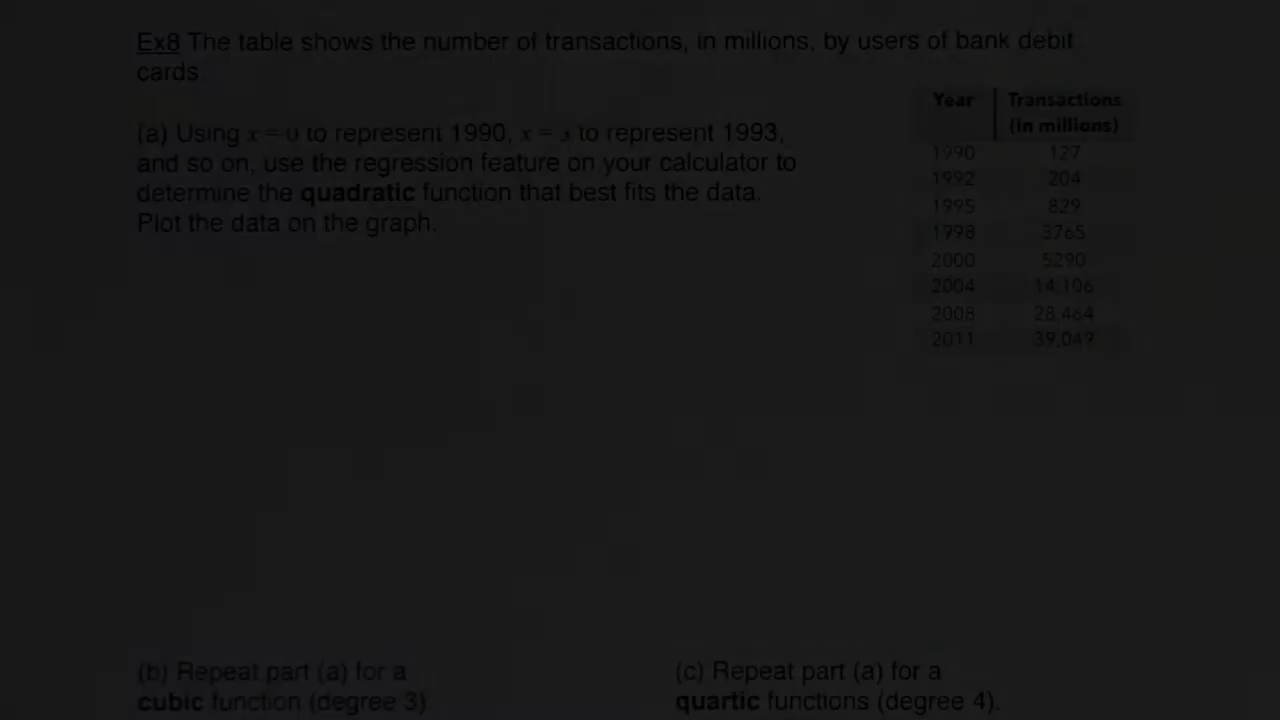 Ex8 The table shows the number of transactions, in millions, by users of bank debit
cards.
(a) Using x = 0 to represent 1990, x = 3 to represent 1993,
and so on, use the regression feature on your calculator to
determine the quadratic function that best fits the data.
Plot the data on the graph.
Year Transactions
(in millions)
1990 127
1992 204
1995 829
1998 3765
2000 5290
2004 14,106
2008 28,464
2011 39,049
(b) Repeat part (a) for a
cubic function (degree 3)
(c) Repeat part (a) for a
quartic functions (degree 4).